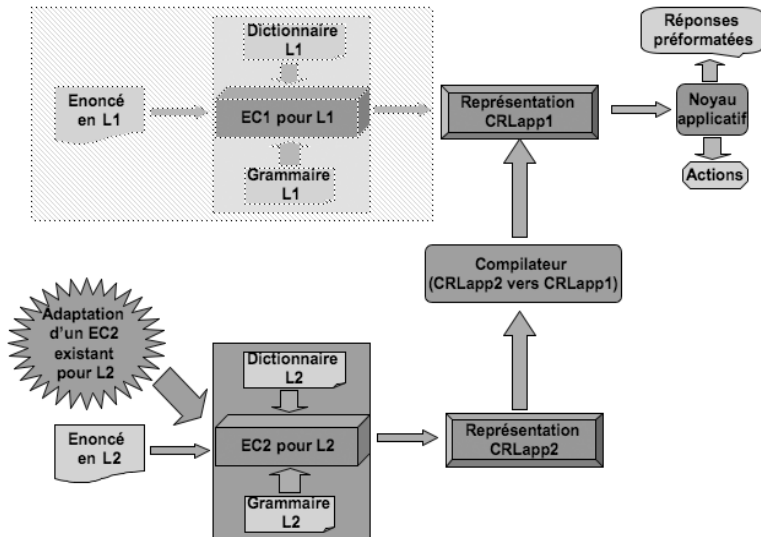 Dictionnaire
L1
Réponses
préformatées
Enoncé
en L1
EC1 pour L1
Représentation
CRLapp1
Noyau
applicatif
Grammaire
L1
Actions
Compilateur
(CRLapp2 vers CRLapp1)
Adaptation
d'un EC2
existant
pour L2
Dictionnaire
L2
Enoncé
en L2
EC2 pour L2
Représentation
CRLapp2
Grammaire
L2